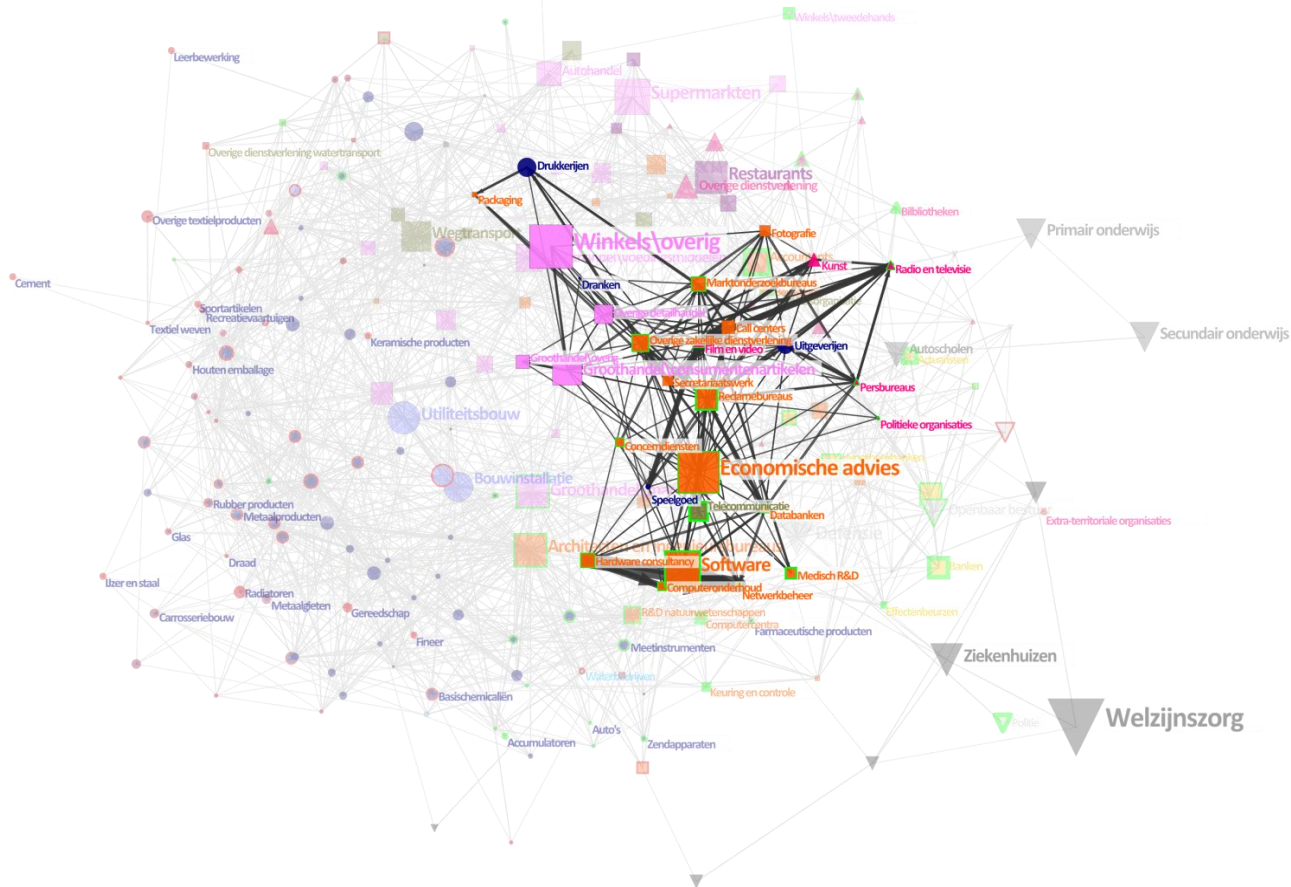 Winkels\tweedehands
Leerbewerking
Autohandel
Supermarkten
Overige dienstverlening watertransport
Drukkerijen
Restaurants
Overige dienstverlening
Packaging
Bilbliotheken
Overige textielproducten
Wegtransport
Fotografie
Primair onderwijs
Winkels\overig
Kunst
Radio en televisie
Cement
Dranken
Marktonderzoekbureaus
Sportartikelen
Recreatievaartuigen
Overige detailhandel
Textiel weven
Call centers
Secundair onderwijs
Keramische producten
Overige zakelijke dienstverlening
Film en video
Uitgeverijen
Autoscholen
Groothandel\overig
Houten emballage
Groothandel\consumentenartikelen
Secretariaatswerk
Persbureaus
Reclamebureaus
Utiliteitsbouw
Politieke organisaties
Concerndiensten
Economische advies
Bouwinstallatie
Groothandel
Speelgoed
Rubber producten
Telecommunicatie
Openbaar bestuur
Metaalproducten
Databanken
Extra-territoriale organisaties
Glas
Defensie
Draad
Hardware consultancy
Software
Banken
IJzer en staal
Medisch R&D
Computeronderhoud
Netwerkbeheer
Radiatoren
Metaalgieten
Gereedschap
Carrosseriebouw
R&D natuurwetenschappen
Effectenbeurzen
Computercentra
Farmaceutische producten
Fineer
Meetinstrumenten
Ziekenhuizen
Waterbedrijven
Keuring en controle
Basischemicaliën
Welzijnszorg
Politie
Auto's
Accumulatoren
Zendapparaten